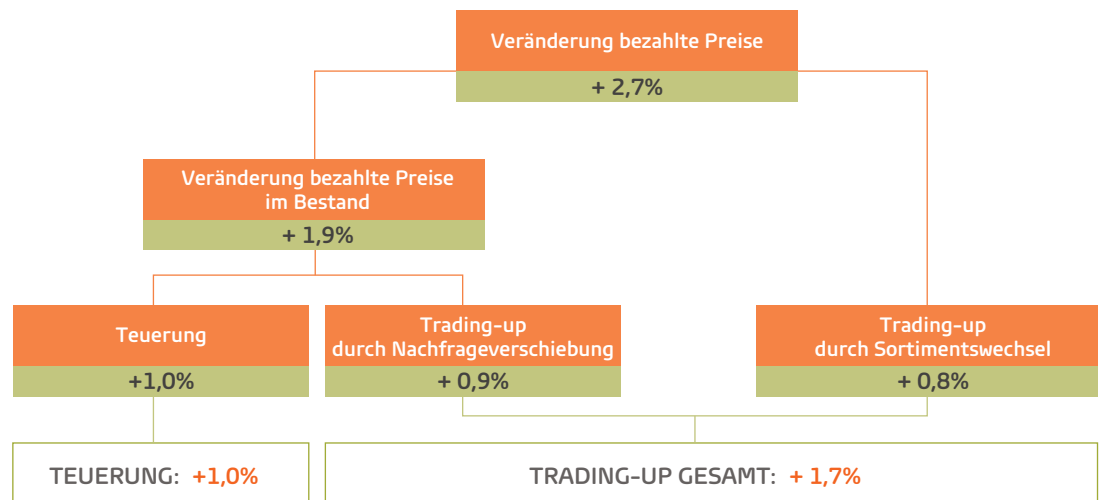 Veränderung bezahlte Preise
+ 2,7%
Veränderung bezahlte Preise
im Bestand
+ 1,9%
Teuerung
+1,0%
Trading-up
durch Nachfrageverschiebung
+ 0,9%
Trading-up
durch Sortimentswechsel
+ 0,8%
TEUERUNG: +1,0%
TRADING-UP GESAMT: + 1,7%